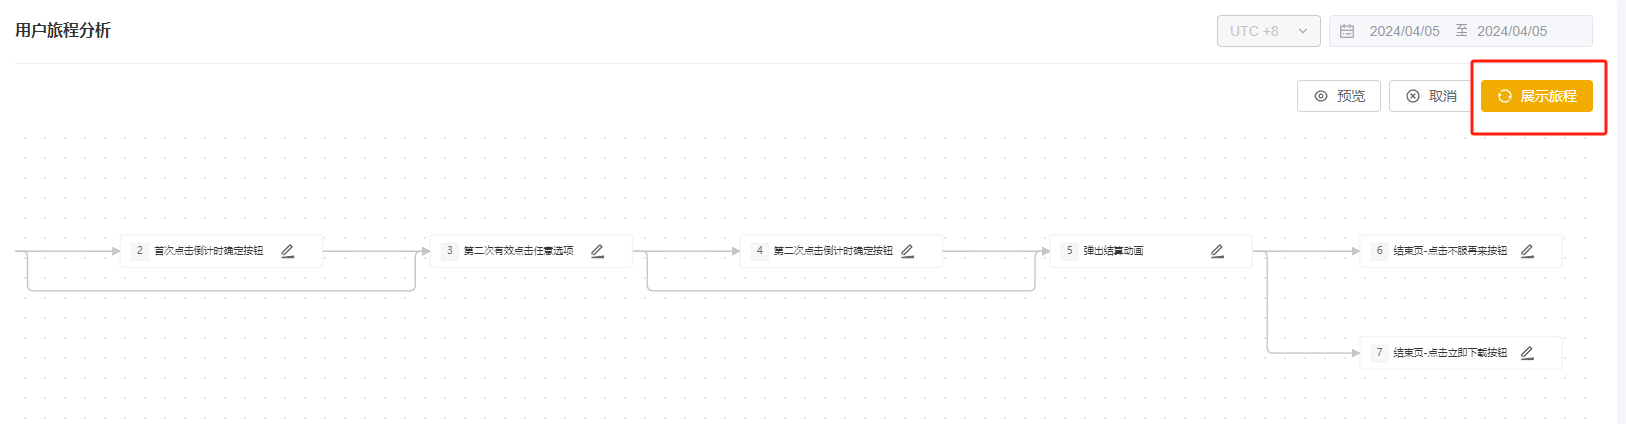 用户旅程分析
UTC +8
2024/04/05 至 2024/04/05
预览
取消
展示旅程
2 首次点击倒计时确定按钮
3 第二次有效点击任意选项
4 第二次点击倒计时确定按钮
5 弹出结算动画
6 结束页-点击不服再来按钮
7 结束页-点击立即下载按钮